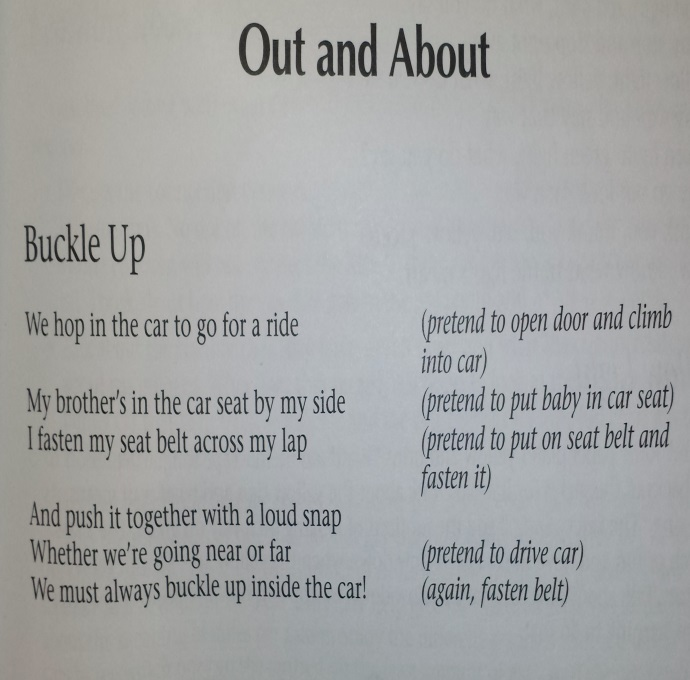 Out and About
Buckle Up
We hop in the car to go for a ride (pretend to open door and climb
into car)
My brother's in the car seat by my side (pretend to put baby in car seat)
I fasten my seat belt across my lap (pretend to put on seat belt and
fasten it)
And push it together with a loud snap
Whether we're going near or far (pretend to drive car)
We must always buckle up inside the car! (again, fasten belt)